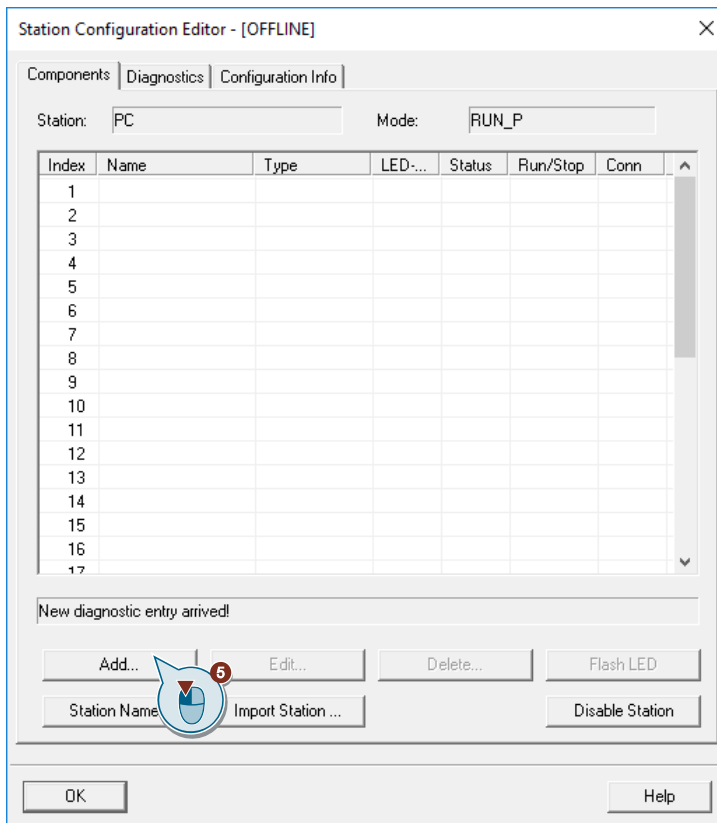 Station Configuration Editor - [OFFLINE]
Components Diagnostics Configuration Info
Station: PC Mode: RUN_P
Index Name Type LED-... Status Run/Stop Conn
1
2
3
4
5
6
7
8
9
10
11
12
13
14
15
16
17
New diagnostic entry arrived!
Add... Edit... Delete... Flash LED
5
Station Name Import Station ... Disable Station
OK Help